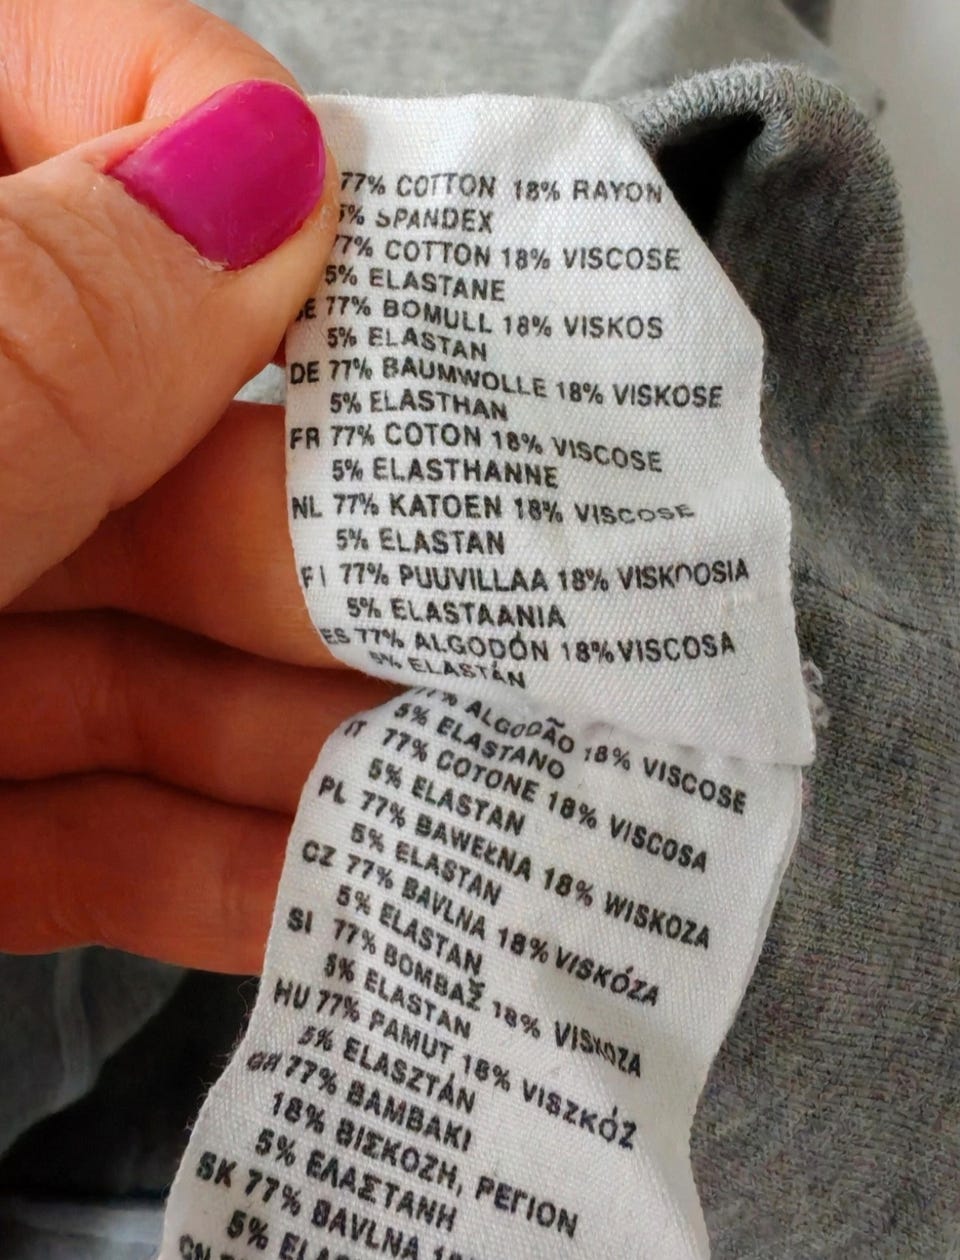 77% COTTON 18% RAYON
5% SPANDEX
77% COTTON 18% VISCOSE
5% ELASTANE
SE 77% BOMULL 18% VISKOS
5% ELASTAN
DE 77% BAUMWOLLE 18% VISKOSE
5% ELASTHAN
FR 77% COTON 18% VISCOSE
5% ELASTHANNE
NL 77% KATOEN 18% VISCOSE
5% ELASTAN
FI 77% PUUVILLAA 18% VISKOOSIA
5% ELASTAANIA
ES 77% ALGODÓN 18% VISCOSA
5% ELASTÁN
77% ALGODÃO 18% VISCOSE
5% ELASTANO
IT 77% COTONE 18% VISCOSA
5% ELASTAN
PL 77% BAWEŁNA 18% WISKOZA
5% ELASTAN
CZ 77% BAVLNA 18% VISKÓZA
5% ELASTAN
SI 77% BOMBAŽ 18% VISKOZA
5% ELASTAN
HU 77% PAMUT 18% VISZKÓZ
5% ELASZTÁN
GR 77% ΒΑΜΒΑΚΙ
18% ΒΙΣΚΟΖΗ, ΡΕΓΙΟΝ
5% ΕΛΑΣΤΑΝΗ
SK 77% BAVLNA
5%
CN